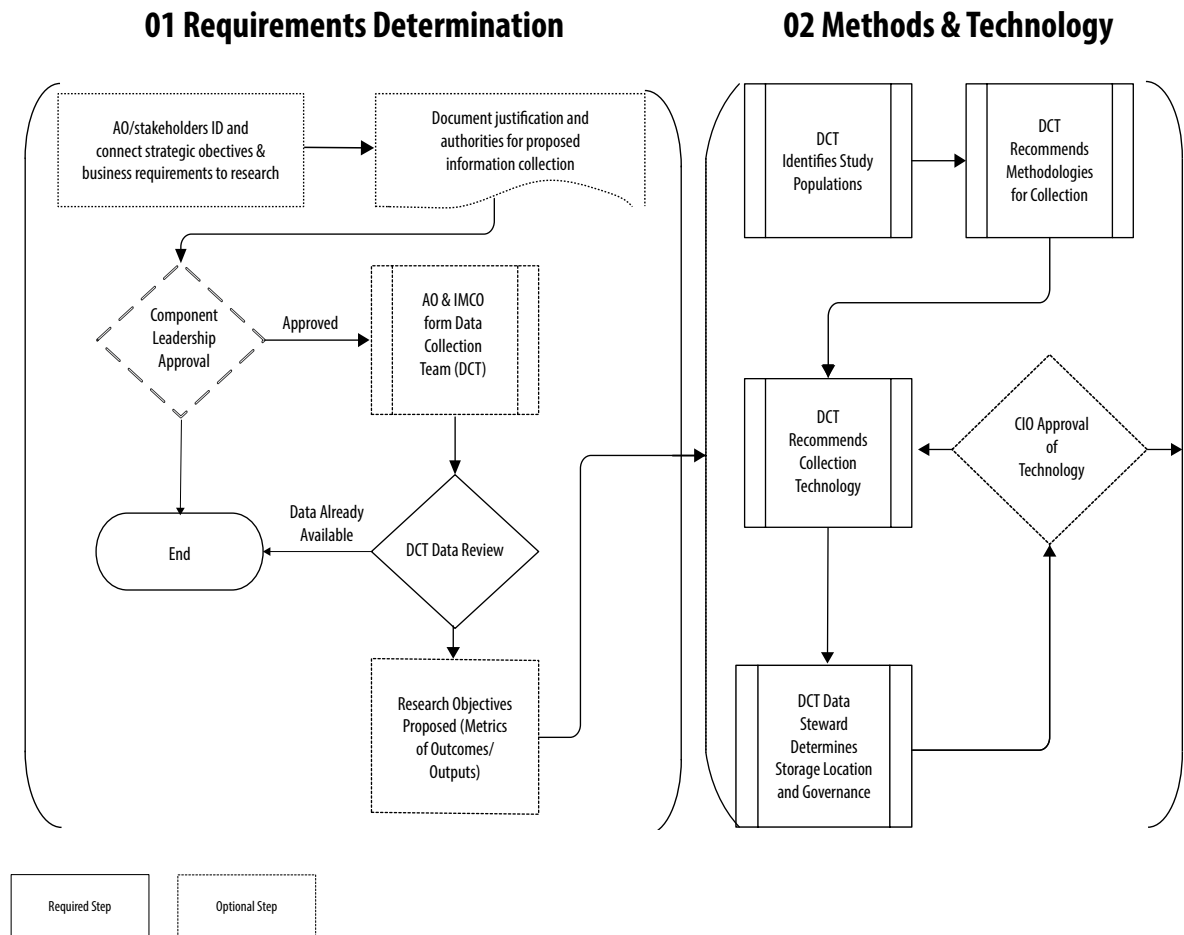 01 Requirements Determination
02 Methods & Technology
AO/stakeholders ID and
connect strategic obectives &
business requirements to research
Document justification and
authorities for proposed
information collection
Component
Leadership
Approval
Approved
AO & IMCO
form Data
Collection
Team (DCT)
Data Already
Available
End
DCT Data Review
Research Objectives
Proposed (Metrics
of Outcomes/
Outputs)
DCT
Identifies Study
Populations
DCT
Recommends
Methodologies
for Collection
DCT
Recommends
Collection
Technology
CIO Approval
of
Technology
DCT Data
Steward
Determines
Storage Location
and Governance
Required Step
Optional Step